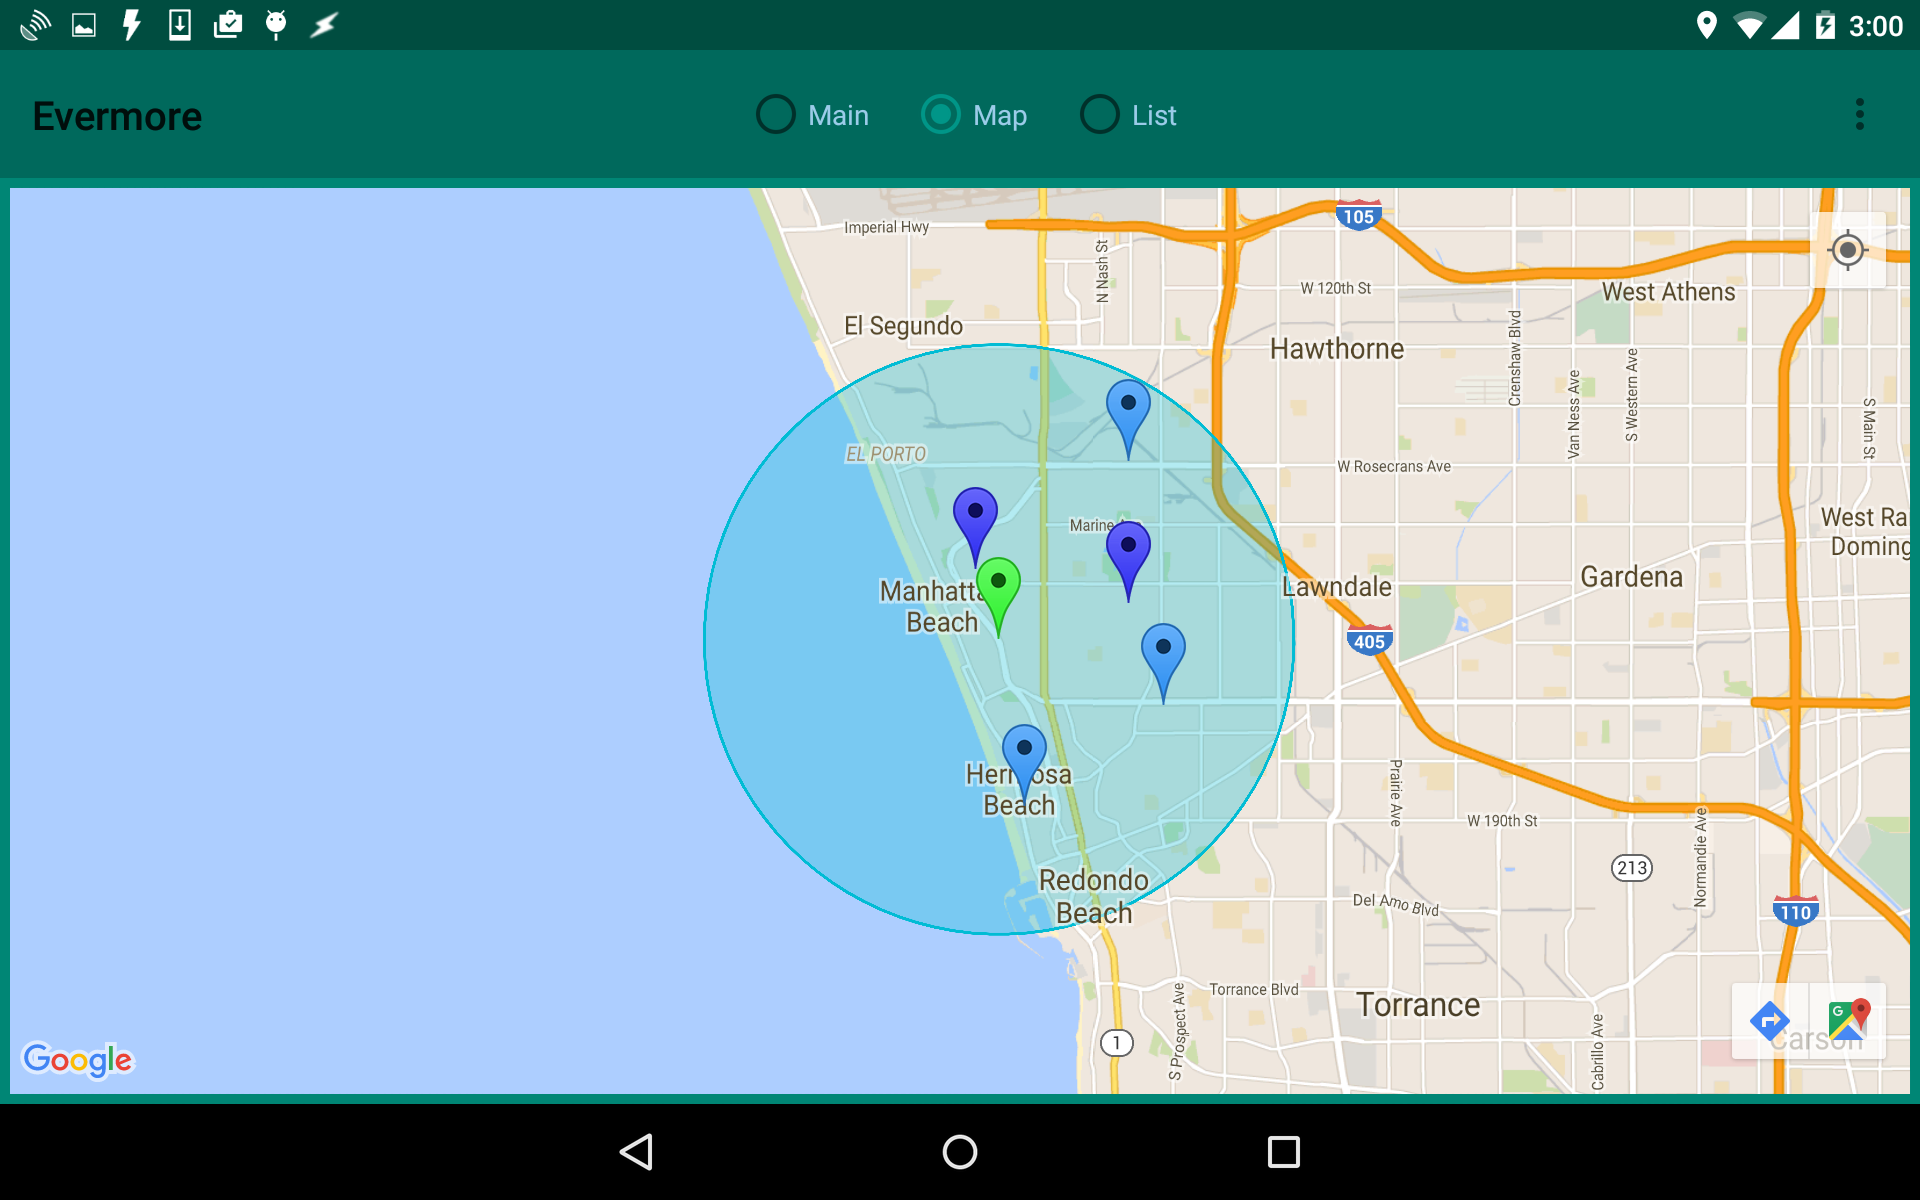 3:00
Evermore
Main
Map
List
105
Imperial Hwy
N Nash St
W 120th St
West Athens
El Segundo
Hawthorne
Crenshaw Blvd
Van Ness Ave
S Western Ave
S Main St
EL PORTO
W Rosecrans Ave
Marine
West Ra
Doming
Manhatta
Beach
Lawndale
Gardena
405
Hermosa
Beach
Prairie Ave
W 190th St
Normandie Ave
213
Redondo
Beach
Del Amo Blvd
110
Torrance Blvd
Torrance
S Prospect Ave
Cabrillo Ave
1
G
Carson
Google